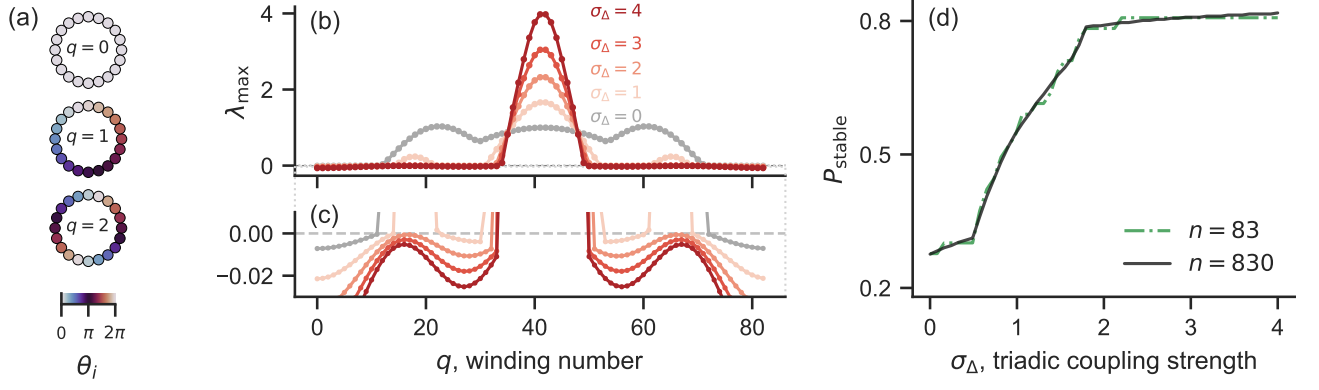 (a)
q = 0
q = 1
q = 2
0 π 2π
θᵢ
(b)
4
2
0
λmax
σΔ = 4
σΔ = 3
σΔ = 2
σΔ = 1
σΔ = 0
(c)
0.00
−0.02
0 20 40 60 80
q, winding number
(d)
0.8
0.5
0.2
Pstable
n = 83
n = 830
0 1 2 3 4
σΔ, triadic coupling strength